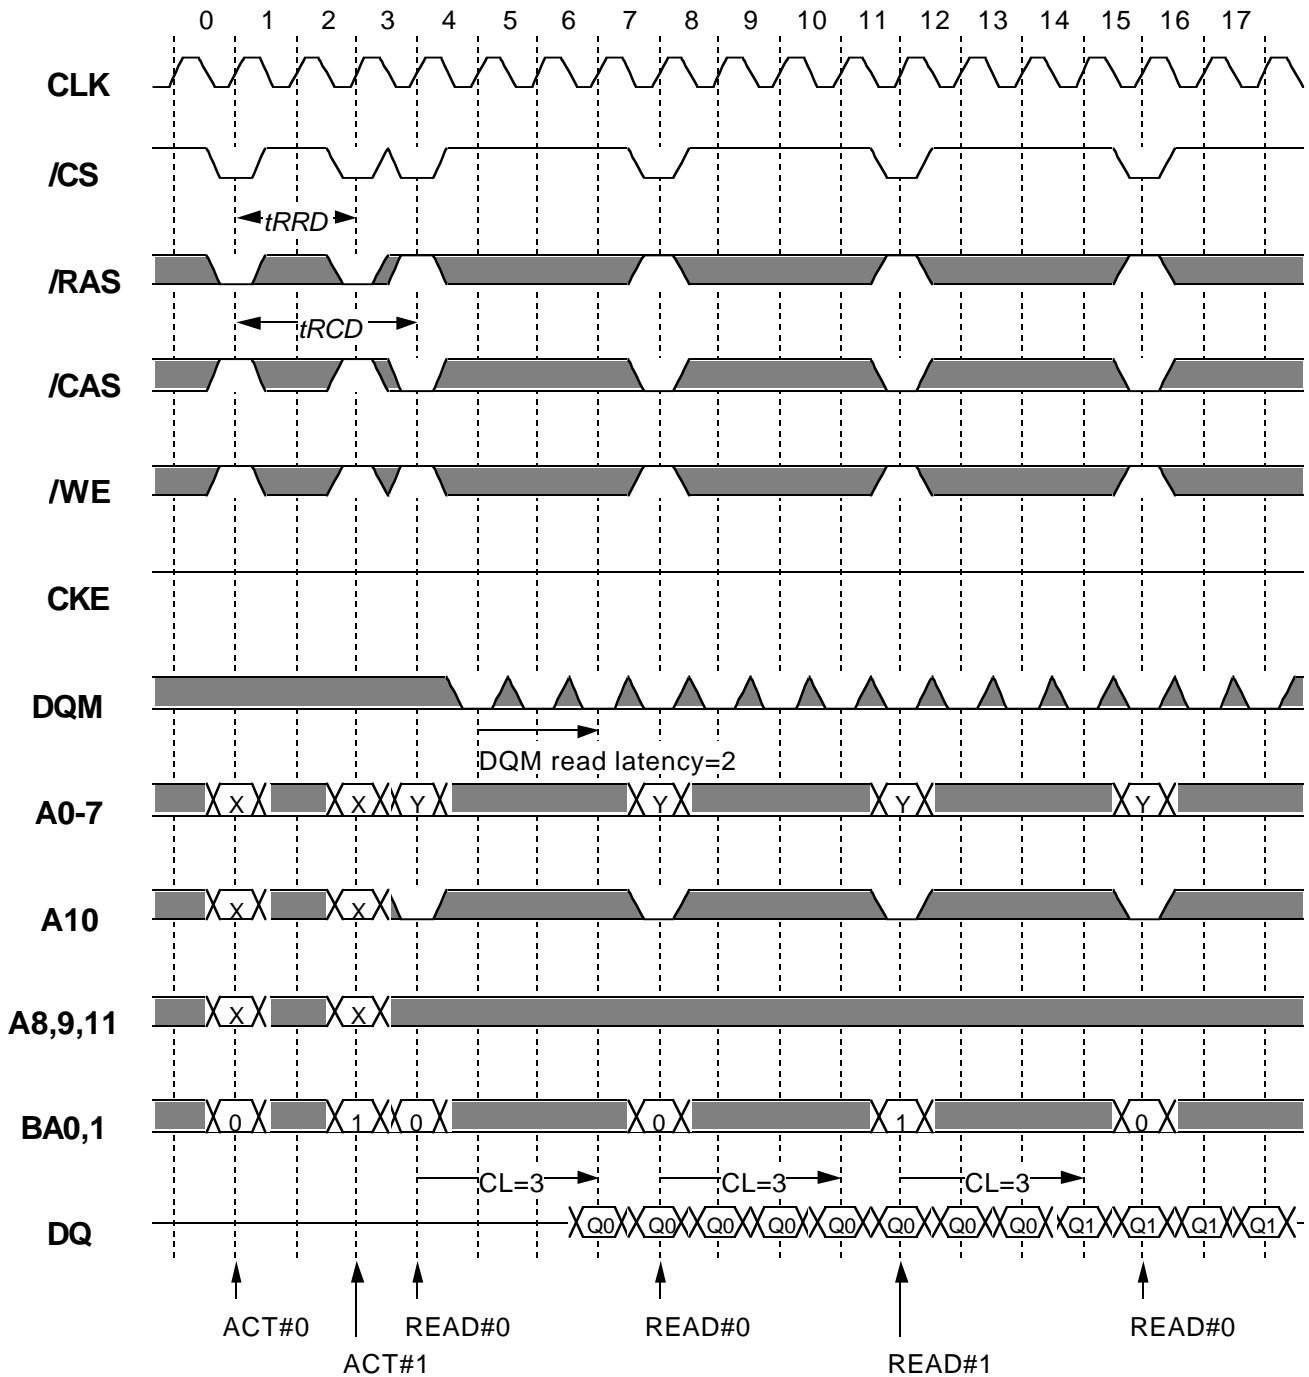 0 1 2 3 4 5 6 7 8 9 10 11 12 13 14 15 16 17
CLK
/CS
tRRD
/RAS
tRCD
/CAS
/WE
CKE
DQM
DQM read latency=2
A0-7 X X Y Y Y Y
A10 X X
A8,9,11 X X
BA0,1 0 1 0 0 1 0
CL=3 CL=3 CL=3
DQ Q0 Q0 Q0 Q0 Q0 Q0 Q0 Q0 Q1 Q1 Q1 Q1
ACT#0 READ#0 READ#0 READ#0
ACT#1 READ#1